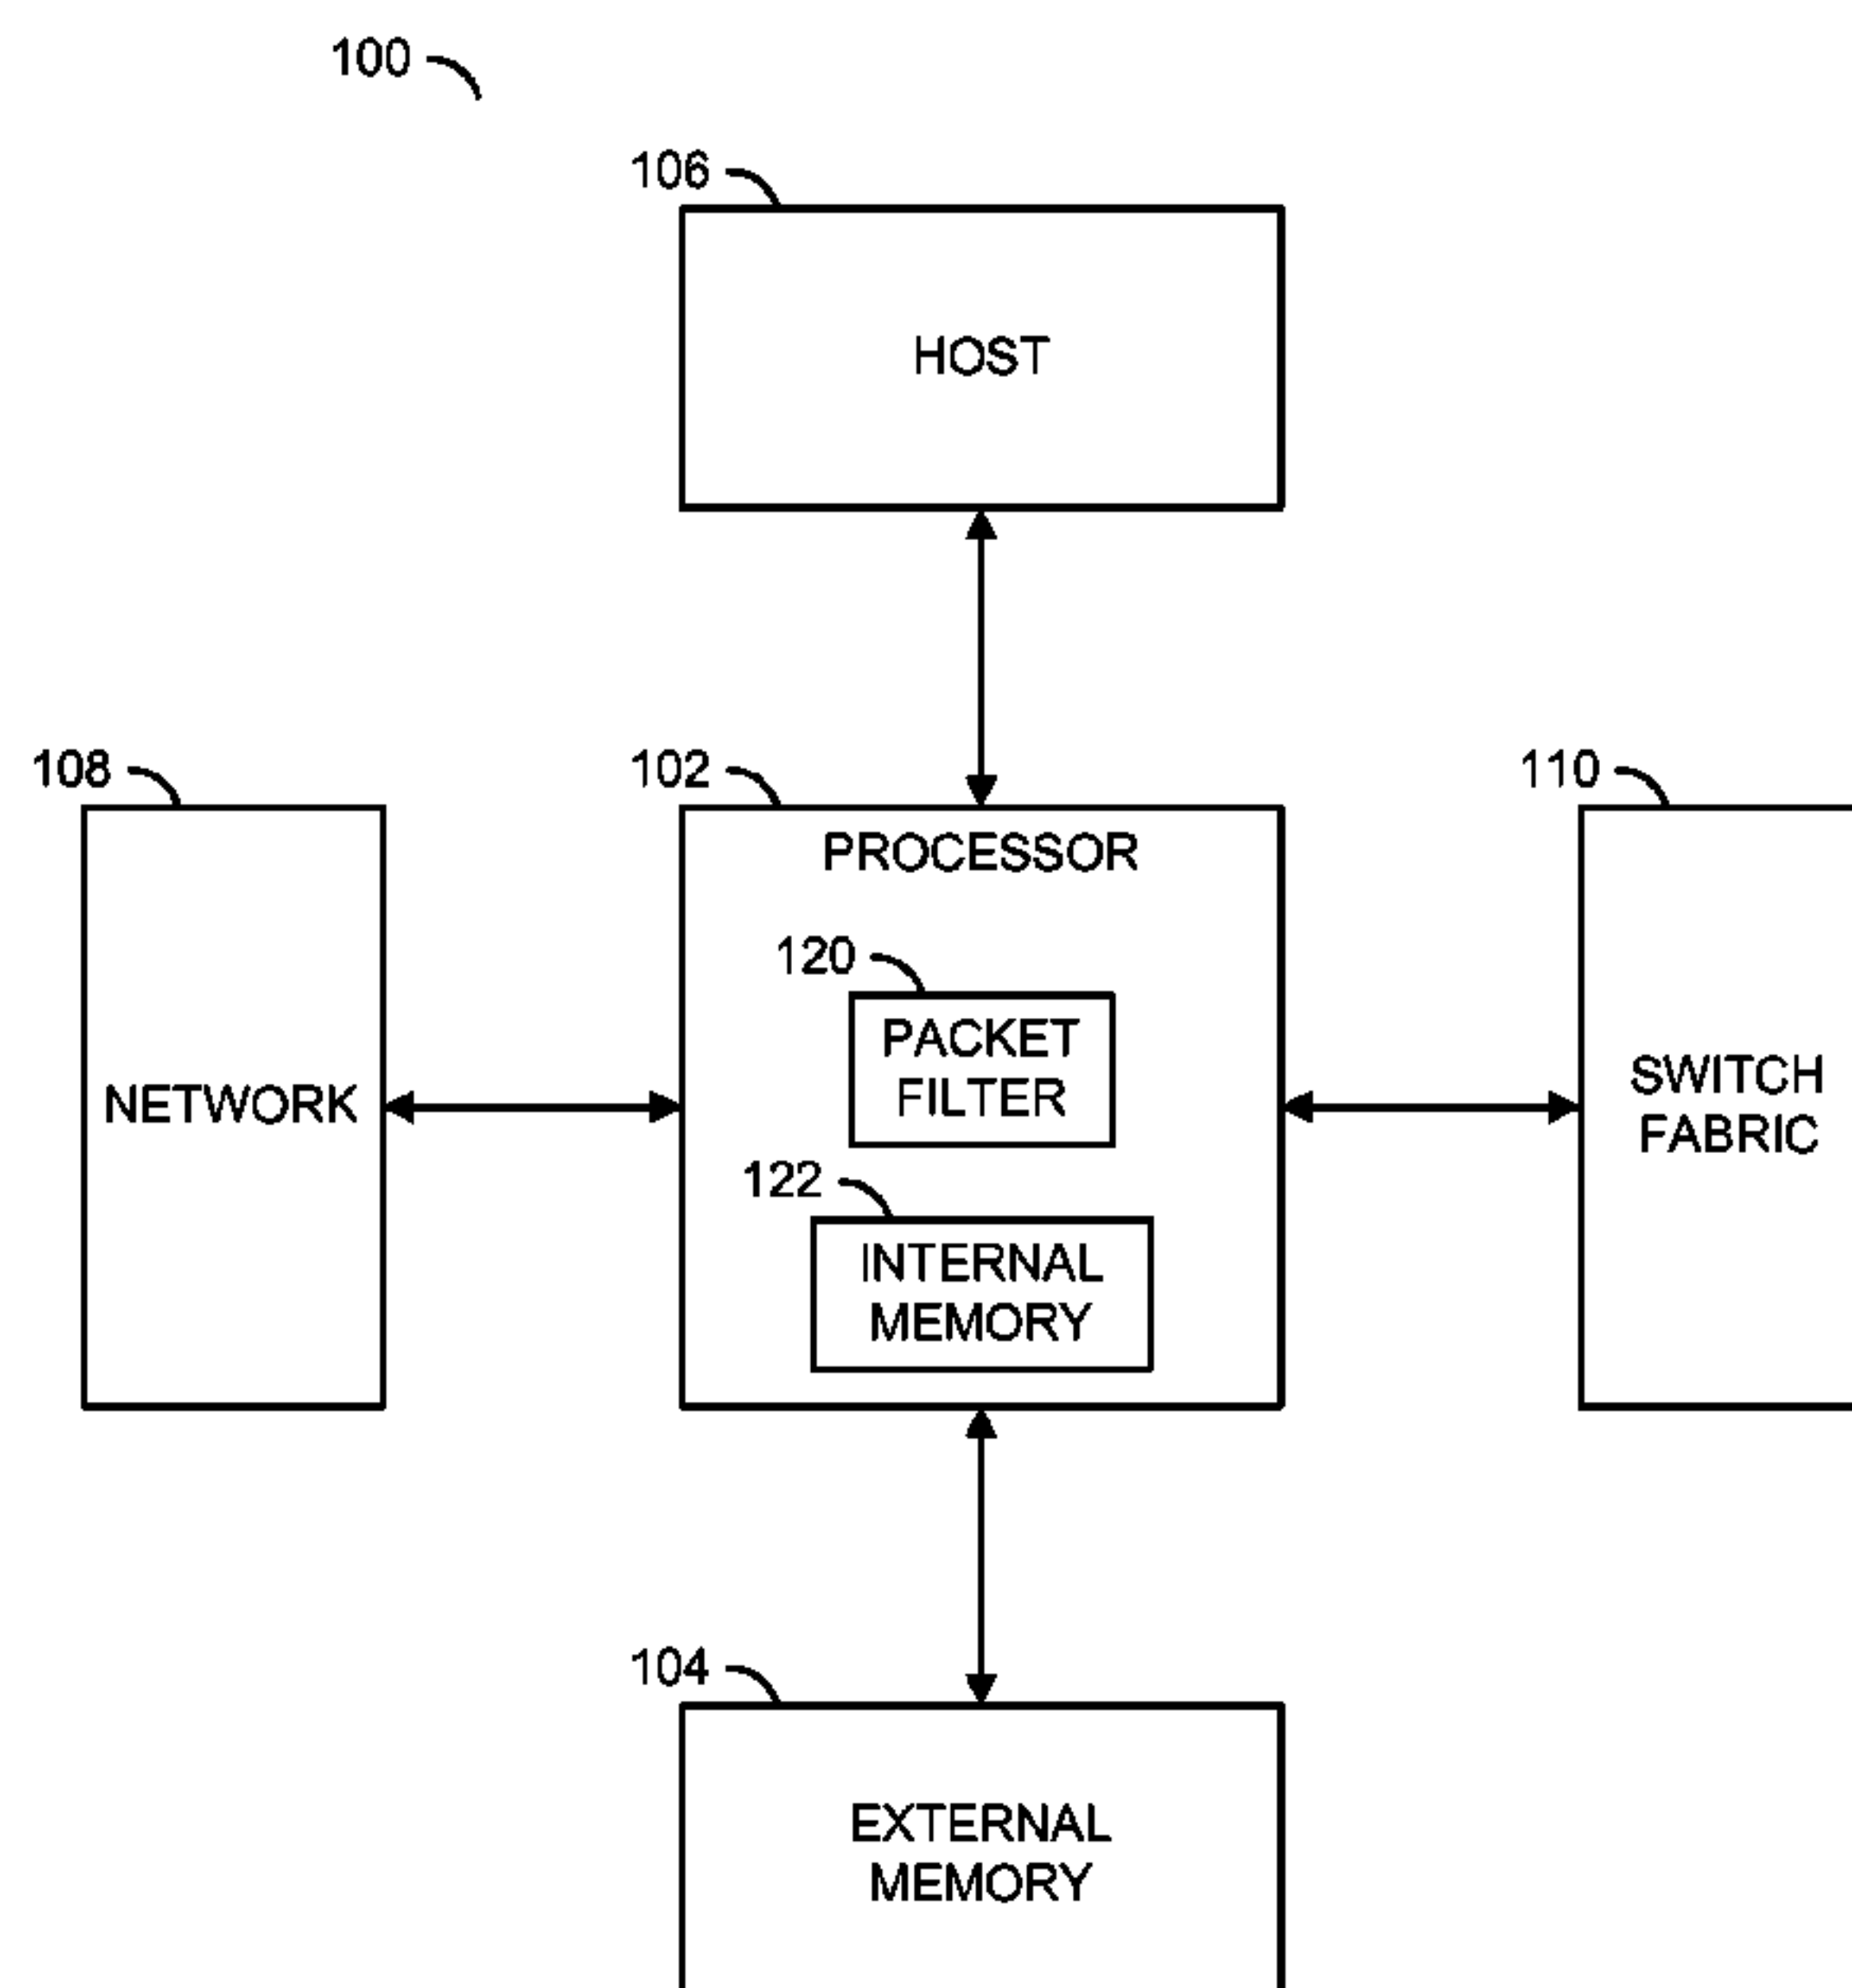 100
106
HOST
108
102
110
PROCESSOR
120
PACKET
FILTER
NETWORK
SWITCH
FABRIC
122
INTERNAL
MEMORY
104
EXTERNAL
MEMORY